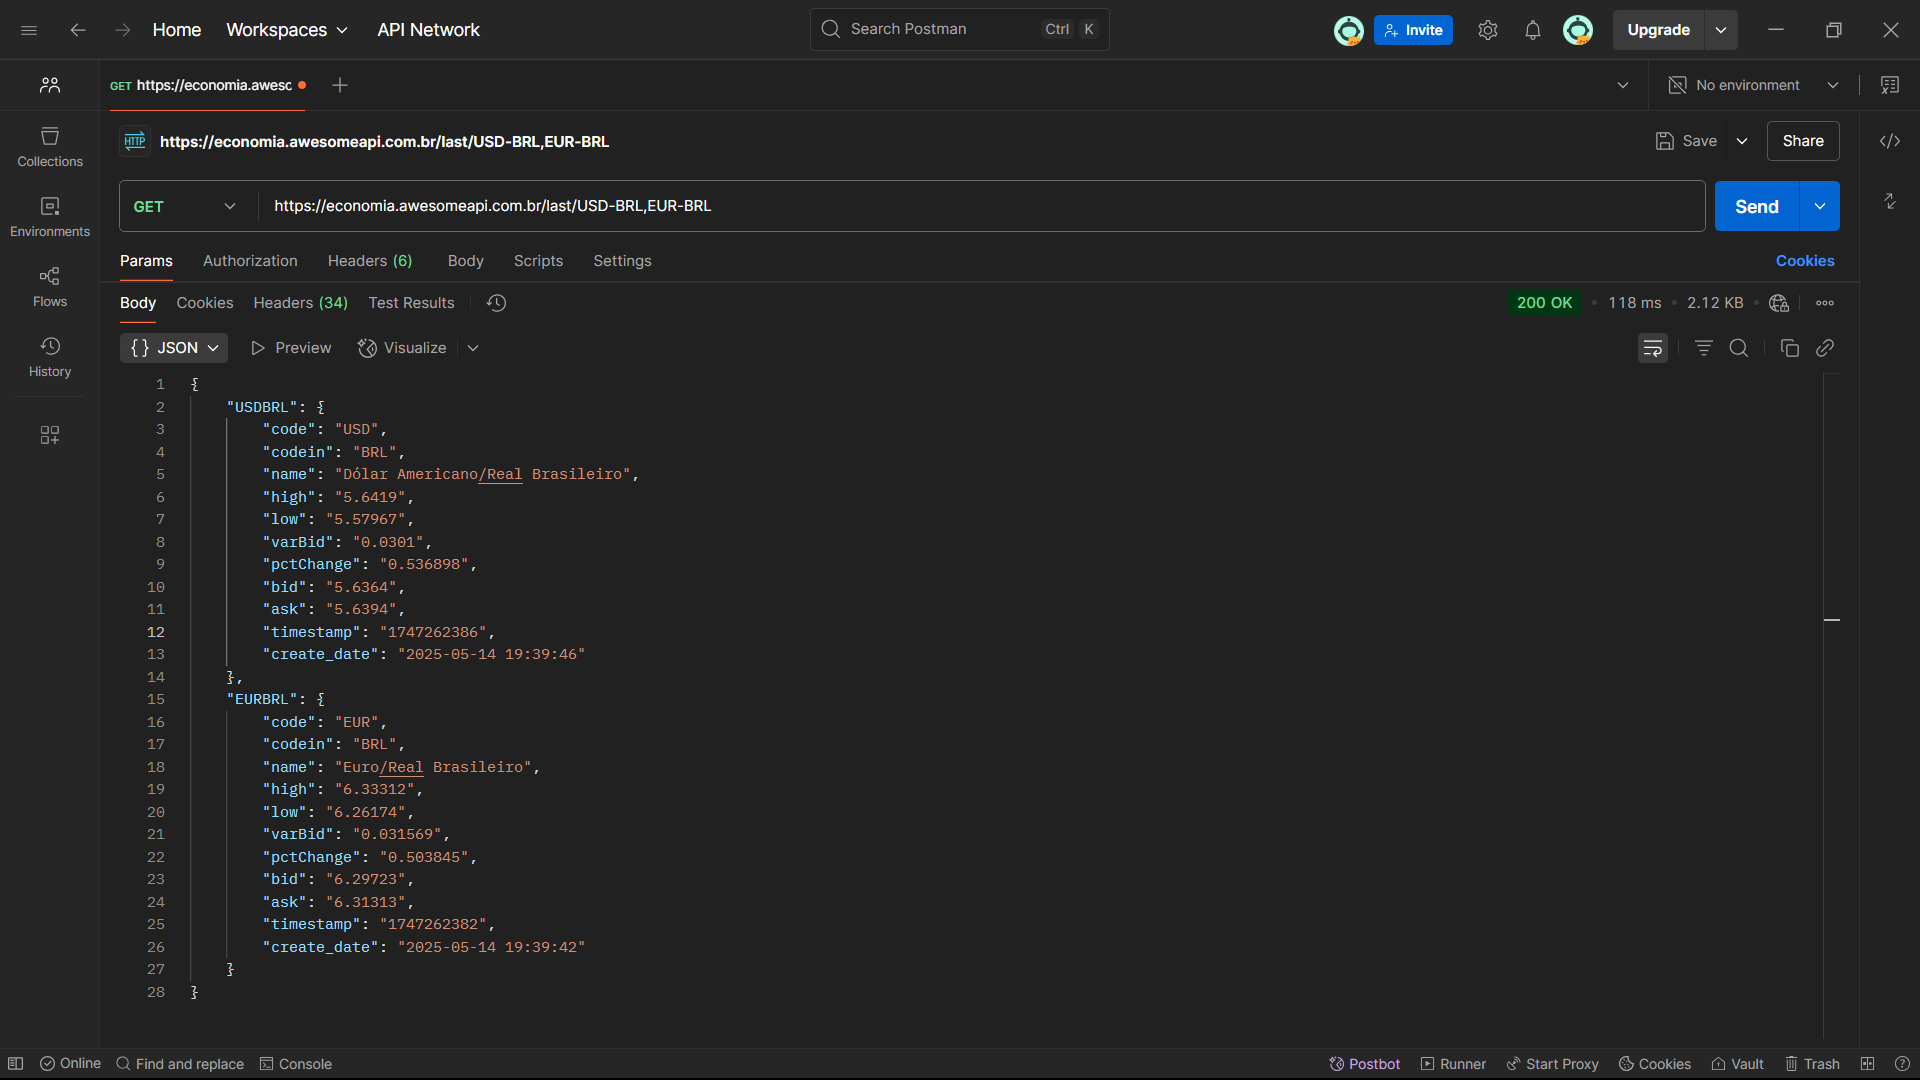 Home Workspaces API Network Search Postman Ctrl K Invite Upgrade
GET https://economia.awesc No environment
HTTP https://economia.awesomeapi.com.br/last/USD-BRL,EUR-BRL Save Share
GET https://economia.awesomeapi.com.br/last/USD-BRL,EUR-BRL Send
Params Authorization Headers (6) Body Scripts Settings Cookies
Body Cookies Headers (34) Test Results 200 OK • 118 ms • 2.12 KB •
{} JSON Preview Visualize
Collections
Environments
Flows
History
1 {
2 "USDBRL": {
3 "code": "USD",
4 "codein": "BRL",
5 "name": "Dólar Americano/Real Brasileiro",
6 "high": "5.6419",
7 "low": "5.57967",
8 "varBid": "0.0301",
9 "pctChange": "0.536898",
10 "bid": "5.6364",
11 "ask": "5.6394",
12 "timestamp": "1747262386",
13 "create_date": "2025-05-14 19:39:46"
14 },
15 "EURBRL": {
16 "code": "EUR",
17 "codein": "BRL",
18 "name": "Euro/Real Brasileiro",
19 "high": "6.33312",
20 "low": "6.26174",
21 "varBid": "0.031569",
22 "pctChange": "0.503845",
23 "bid": "6.29723",
24 "ask": "6.31313",
25 "timestamp": "1747262382",
26 "create_date": "2025-05-14 19:39:42"
27 }
28 }
Online Find and replace Console Postbot Runner Start Proxy Cookies Vault Trash